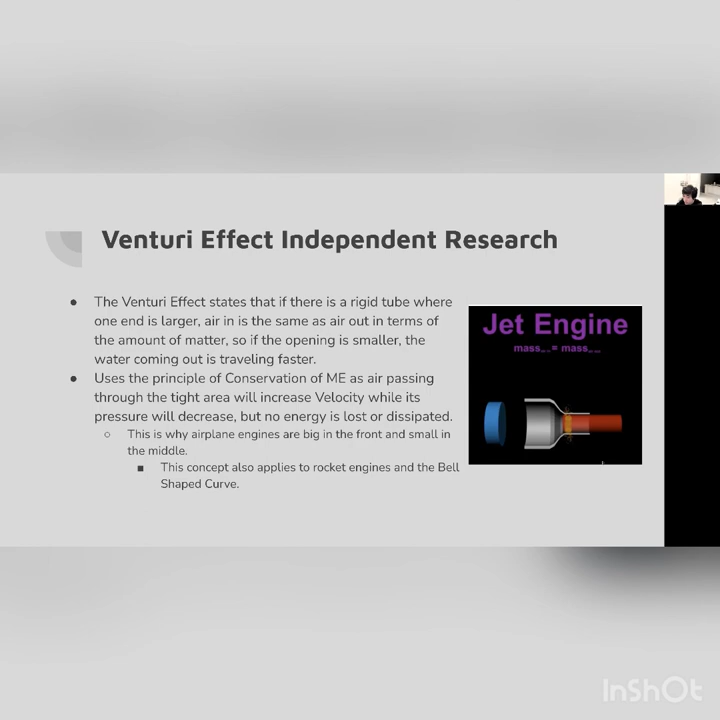 Venturi Effect Independent Research
● The Venturi Effect states that if there is a rigid tube where
one end is larger, air in is the same as air out in terms of
the amount of matter, so if the opening is smaller, the
water coming out is traveling faster.
● Uses the principle of Conservation of ME as air passing
through the tight area will increase Velocity while its
pressure will decrease, but no energy is lost or dissipated.
○ This is why airplane engines are big in the front and small in
the middle.
■ This concept also applies to rocket engines and the Bell
Shaped Curve.
Jet Engine
mass = mass
InShOt